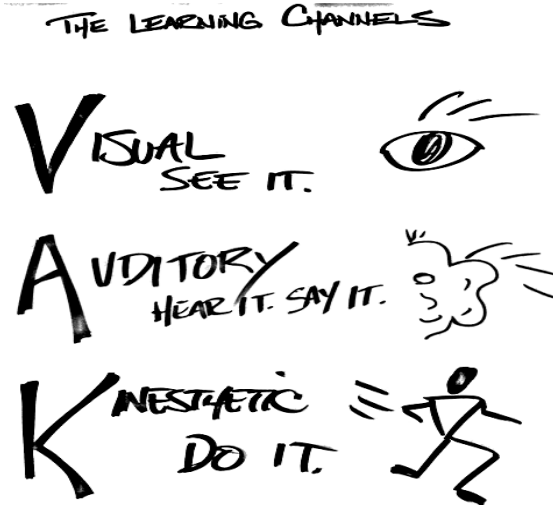 THE LEARNING CHANNELS
VISUAL
SEE IT.
AUDITORY
HEAR IT. SAY IT.
KINESTHETIC
DO IT.